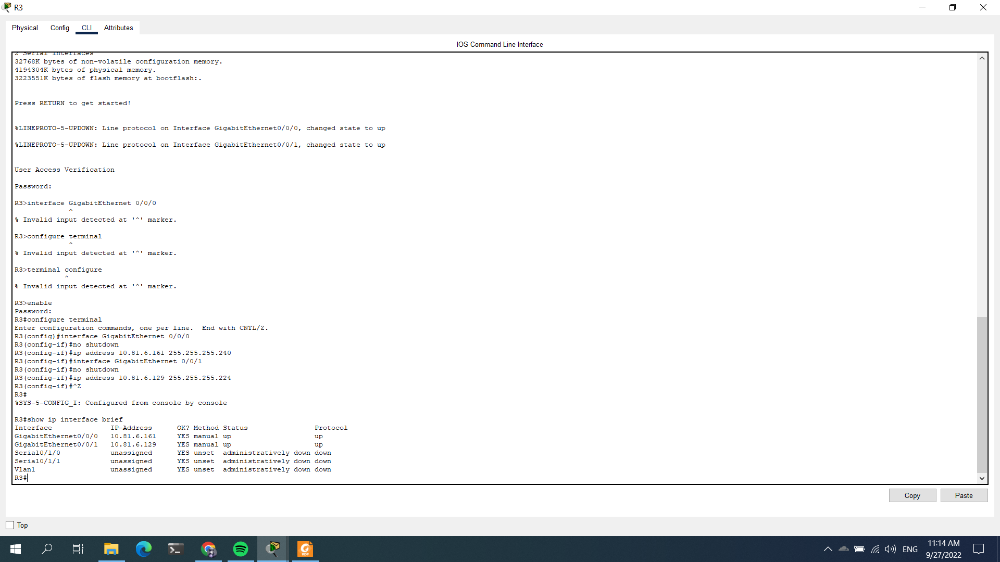 R3
Physical Config CLI Attributes
IOS Command Line Interface
2 Serial interfaces
32768K bytes of non-volatile configuration memory.
4194304K bytes of physical memory.
3223551K bytes of flash memory at bootflash:.
Press RETURN to get started!
%LINEPROTO-5-UPDOWN: Line protocol on Interface GigabitEthernet0/0/0, changed state to up
%LINEPROTO-5-UPDOWN: Line protocol on Interface GigabitEthernet0/0/1, changed state to up
User Access Verification
Password:
R3>interface GigabitEthernet 0/0/0
^
% Invalid input detected at '^' marker.
R3>configure terminal
^
% Invalid input detected at '^' marker.
R3>terminal configure
^
% Invalid input detected at '^' marker.
R3>enable
Password:
R3#configure terminal
Enter configuration commands, one per line.  End with CNTL/Z.
R3(config)#interface GigabitEthernet 0/0/0
R3(config-if)#no shutdown
R3(config-if)#ip address 10.81.6.161 255.255.255.240
R3(config-if)#interface GigabitEthernet 0/0/1
R3(config-if)#no shutdown
R3(config-if)#ip address 10.81.6.129 255.255.255.224
R3(config-if)#^Z
R3#
%SYS-5-CONFIG_I: Configured from console by console
R3#show ip interface brief
Interface IP-Address OK? Method Status Protocol
GigabitEthernet0/0/0 10.81.6.161 YES manual up up
GigabitEthernet0/0/1 10.81.6.129 YES manual up up
Serial0/1/0 unassigned YES unset administratively down down
Serial0/1/1 unassigned YES unset administratively down down
Vlan1 unassigned YES unset administratively down down
R3#
Copy Paste
Top
PDF
ENG
11:14 AM
9/27/2022